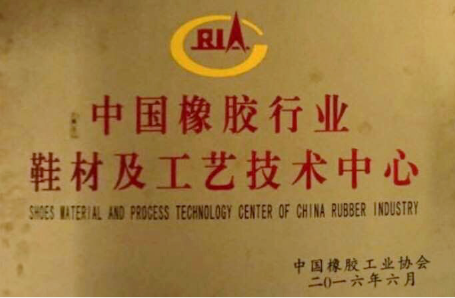 RIA
中国橡胶行业
鞋材及工艺技术中心
SHOES MATERIAL AND PROCESS TECHNOLOGY CENTER OF CHINA RUBBER INDUSTRY
中国橡胶工业协会
二〇一六年六月